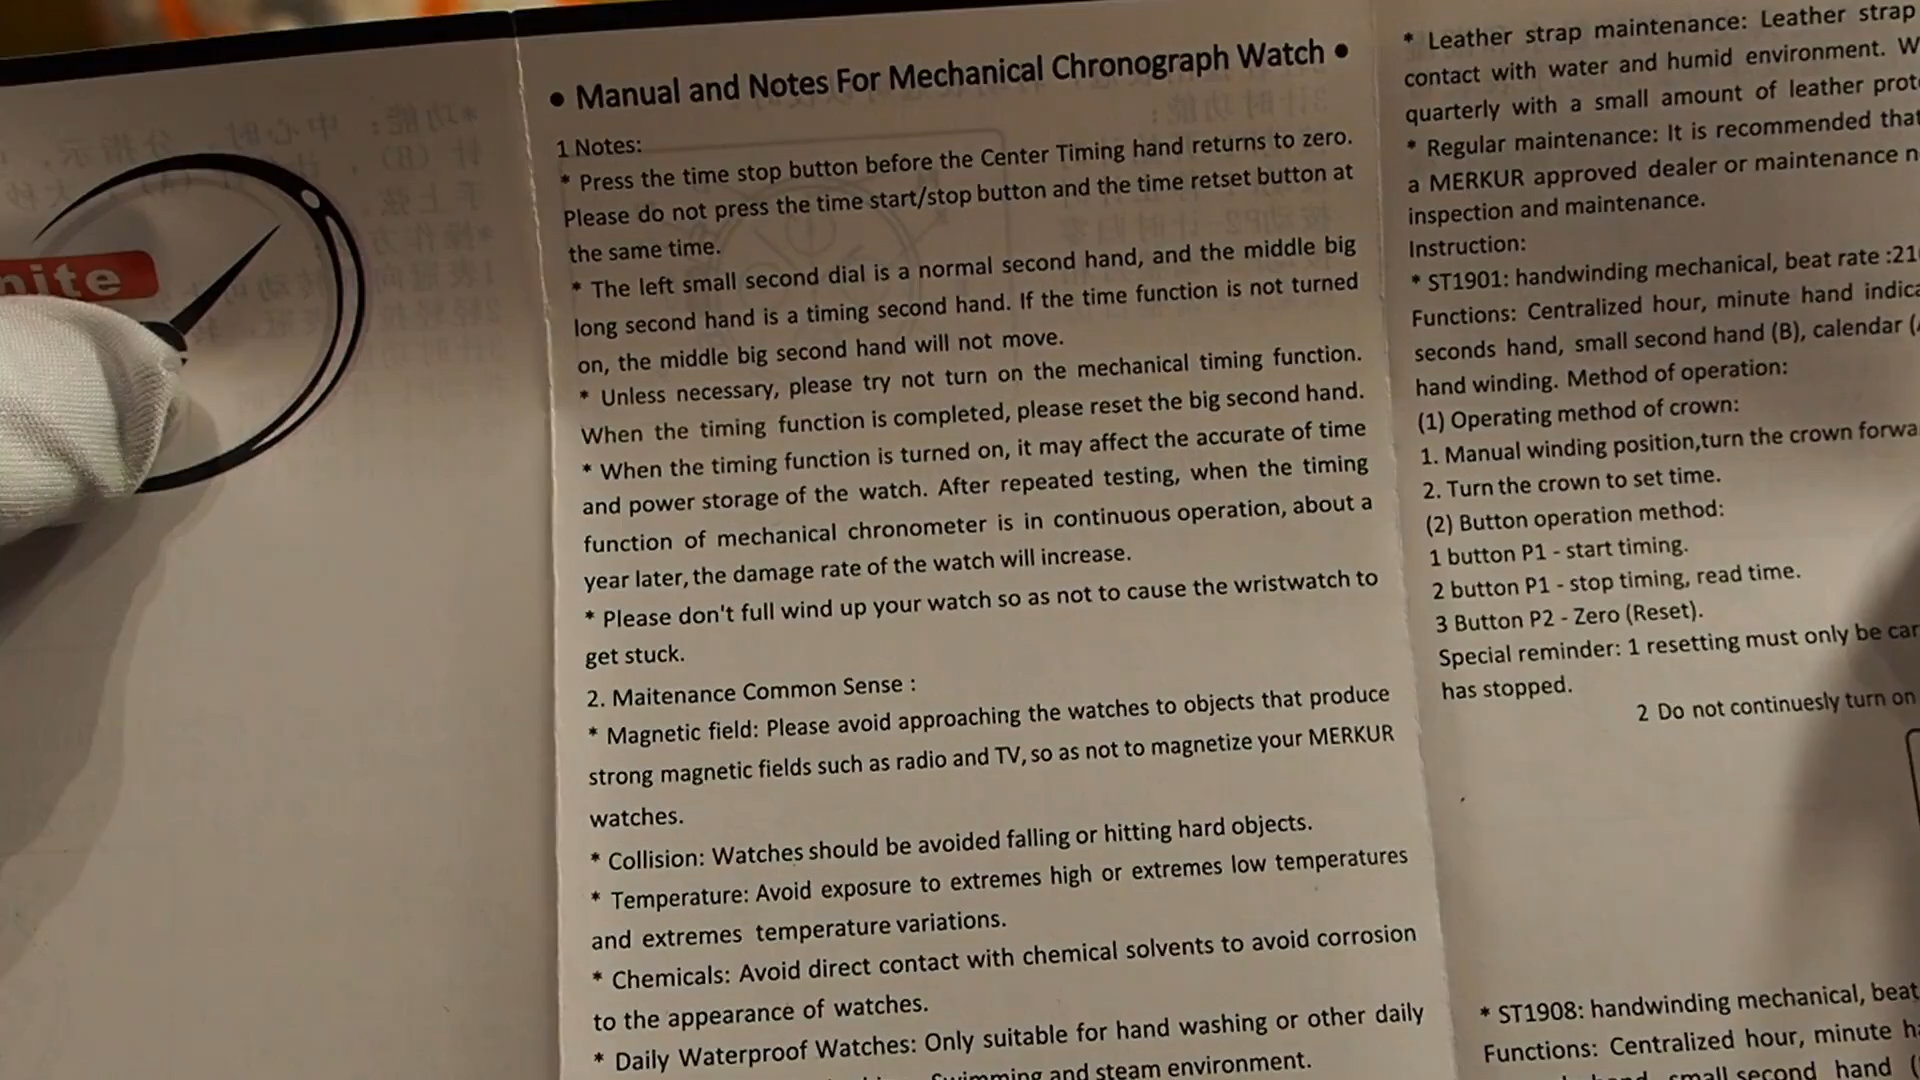 nite
• Manual and Notes For Mechanical Chronograph Watch •
1 Notes:
* Press the time stop button before the Center Timing hand returns to zero.
Please do not press the time start/stop button and the time retset button at
the same time.
* The left small second dial is a normal second hand, and the middle big
long second hand is a timing second hand. If the time function is not turned
on, the middle big second hand will not move.
* Unless necessary, please try not turn on the mechanical timing function.
When the timing function is completed, please reset the big second hand.
* When the timing function is turned on, it may affect the accurate of time
and power storage of the watch. After repeated testing, when the timing
function of mechanical chronometer is in continuous operation, about a
year later, the damage rate of the watch will increase.
* Please don't full wind up your watch so as not to cause the wristwatch to
get stuck.
2. Maitenance Common Sense :
* Magnetic field: Please avoid approaching the watches to objects that produce
strong magnetic fields such as radio and TV, so as not to magnetize your MERKUR
watches.
* Collision: Watches should be avoided falling or hitting hard objects.
* Temperature: Avoid exposure to extremes high or extremes low temperatures
and extremes temperature variations.
* Chemicals: Avoid direct contact with chemical solvents to avoid corrosion
to the appearance of watches.
* Daily Waterproof Watches: Only suitable for hand washing or other daily
Swimming and steam environment.
* Leather strap maintenance: Leather strap
contact with water and humid environment. W
quarterly with a small amount of leather prot
* Regular maintenance: It is recommended that
a MERKUR approved dealer or maintenance n
inspection and maintenance.
Instruction:
* ST1901: handwinding mechanical, beat rate :21
Functions: Centralized hour, minute hand indica
seconds hand, small second hand (B), calendar (
hand winding. Method of operation:
(1) Operating method of crown:
1. Manual winding position,turn the crown forwa
2. Turn the crown to set time.
(2) Button operation method:
1 button P1 - start timing.
2 button P1 - stop timing, read time.
3 Button P2 - Zero (Reset).
Special reminder: 1 resetting must only be car
has stopped.
2 Do not continuesly turn on
* ST1908: handwinding mechanical, beat
Functions: Centralized hour, minute h
small second hand (